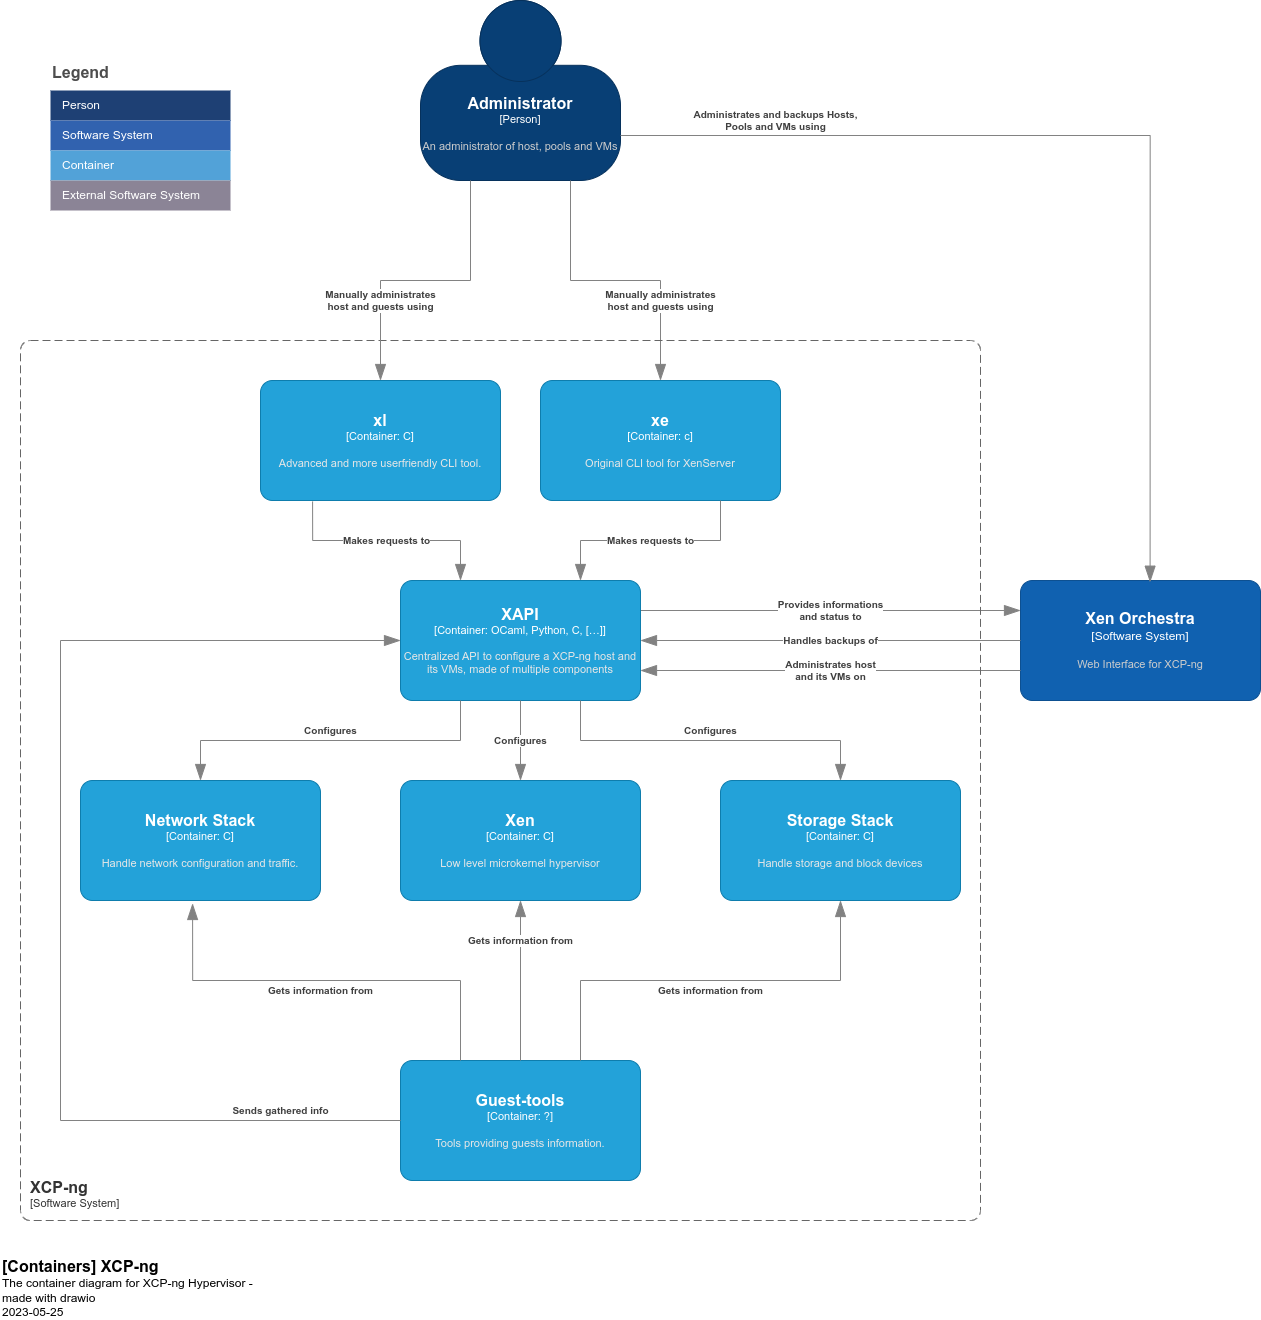 Administrator
[Person]
An administrator of host, pools and VMs
Legend
Person
Software System
Container
External Software System
Administrates and backups Hosts,
Pools and VMs using
Manually administrates
host and guests using
Manually administrates
host and guests using
xl
[Container: C]
Advanced and more userfriendly CLI tool.
xe
[Container: c]
Original CLI tool for XenServer
Makes requests to
Makes requests to
XAPI
[Container: OCaml, Python, C, [...]]
Centralized API to configure a XCP-ng host and
its VMs, made of multiple components
Provides informations
and status to
Handles backups of
Administrates host
and its VMs on
Xen Orchestra
[Software System]
Web Interface for XCP-ng
Configures
Configures
Configures
Network Stack
[Container: C]
Handle network configuration and traffic.
Xen
[Container: C]
Low level microkernel hypervisor
Storage Stack
[Container: C]
Handle storage and block devices
Gets information from
Gets information from
Gets information from
Guest-tools
[Container: ?]
Tools providing guests information.
Sends gathered info
XCP-ng
[Software System]
[Containers] XCP-ng
The container diagram for XCP-ng Hypervisor -
made with drawio
2023-05-25